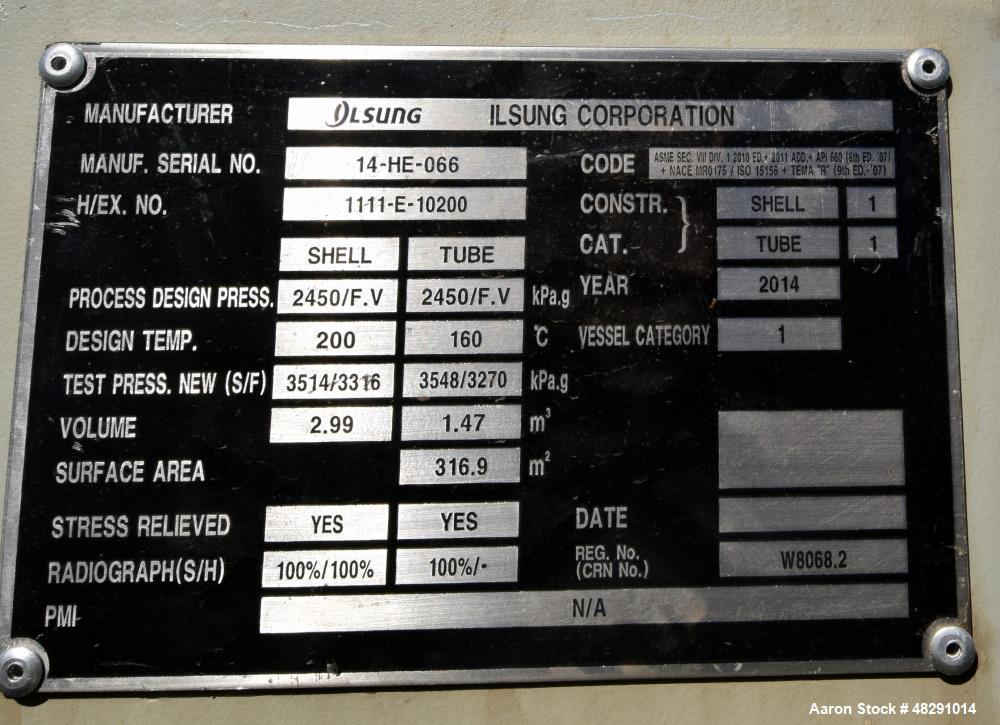 MANUFACTURER ILSUNG ILSUNG CORPORATION
MANUF. SERIAL NO. 14-HE-066 CODE ASME SEC. VIII DIV. 1 2010 ED.+ 2011 ADD.+ API 660 (8th ED. '07)
+ NACE MR0175 / ISO 15156 + TEMA "R" (9th ED.-'07)
H/EX. NO. 1111-E-10200 CONSTR. SHELL 1
CAT. TUBE 1
SHELL TUBE
PROCESS DESIGN PRESS. 2450/F.V 2450/F.V kPa.g YEAR 2014
DESIGN TEMP. 200 160 ℃ VESSEL CATEGORY 1
TEST PRESS. NEW (S/F) 3514/3316 3548/3270 kPa.g
VOLUME 2.99 1.47 m³
SURFACE AREA 316.9 m²
STRESS RELIEVED YES YES DATE
RADIOGRAPH(S/H) 100%/100% 100%/- REG. No.
(CRN No.) W8068.2
PMI N/A
Aaron Stock # 48291014